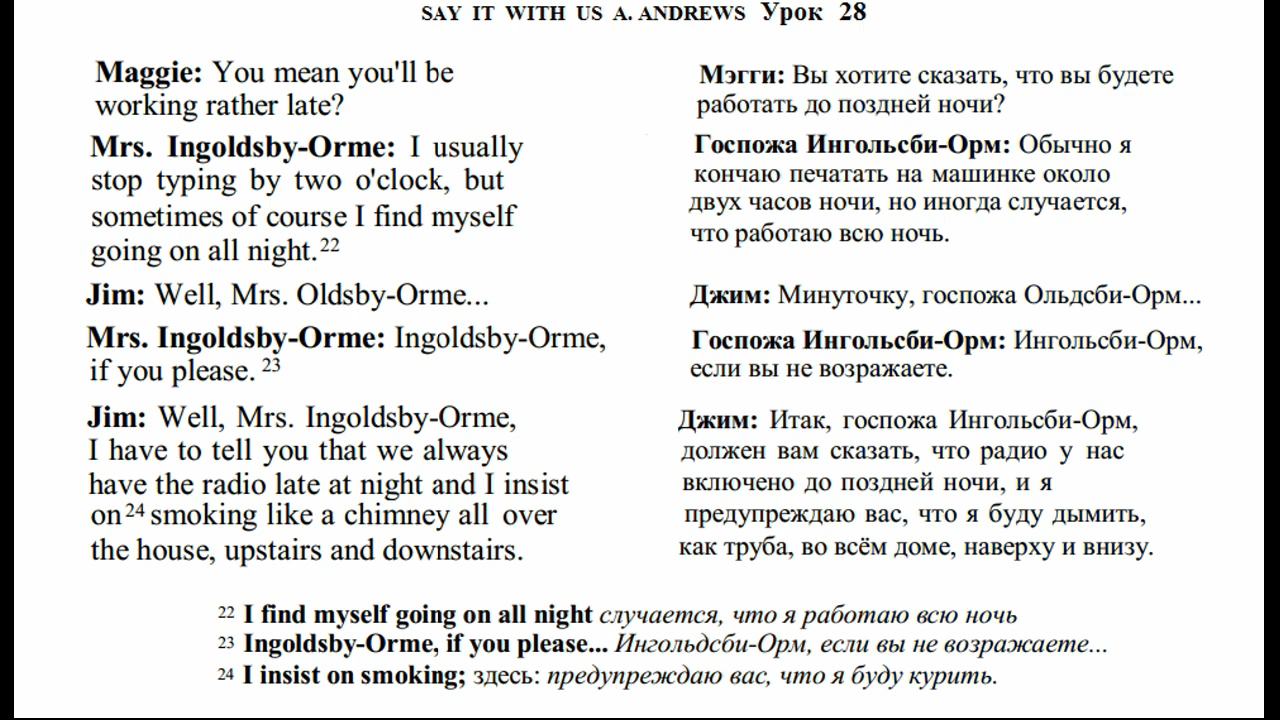 SAY IT WITH US A. ANDREWS Урок 28
Maggie: You mean you'll be
working rather late?
Mrs. Ingoldsby-Orme: I usually
stop typing by two o'clock, but
sometimes of course I find myself
going on all night.22
Jim: Well, Mrs. Oldsby-Orme...
Mrs. Ingoldsby-Orme: Ingoldsby-Orme,
if you please. 23
Jim: Well, Mrs. Ingoldsby-Orme,
I have to tell you that we always
have the radio late at night and I insist
on24 smoking like a chimney all over
the house, upstairs and downstairs.
Мэгги: Вы хотите сказать, что вы будете
работать до поздней ночи?
Госпожа Ингольсби-Орм: Обычно я
кончаю печатать на машинке около
двух часов ночи, но иногда случается,
что работаю всю ночь.
Джим: Минуточку, госпожа Ольдсби-Орм...
Госпожа Ингольсби-Орм: Ингольсби-Орм,
если вы не возражаете.
Джим: Итак, госпожа Ингольсби-Орм,
должен вам сказать, что радио у нас
включено до поздней ночи, и я
предупреждаю вас, что я буду дымить,
как труба, во всём доме, наверху и внизу.
22 I find myself going on all night случается, что я работаю всю ночь
23 Ingoldsby-Orme, if you please... Ингольдсби-Орм, если вы не возражаете...
24 I insist on smoking; здесь: предупреждаю вас, что я буду курить.